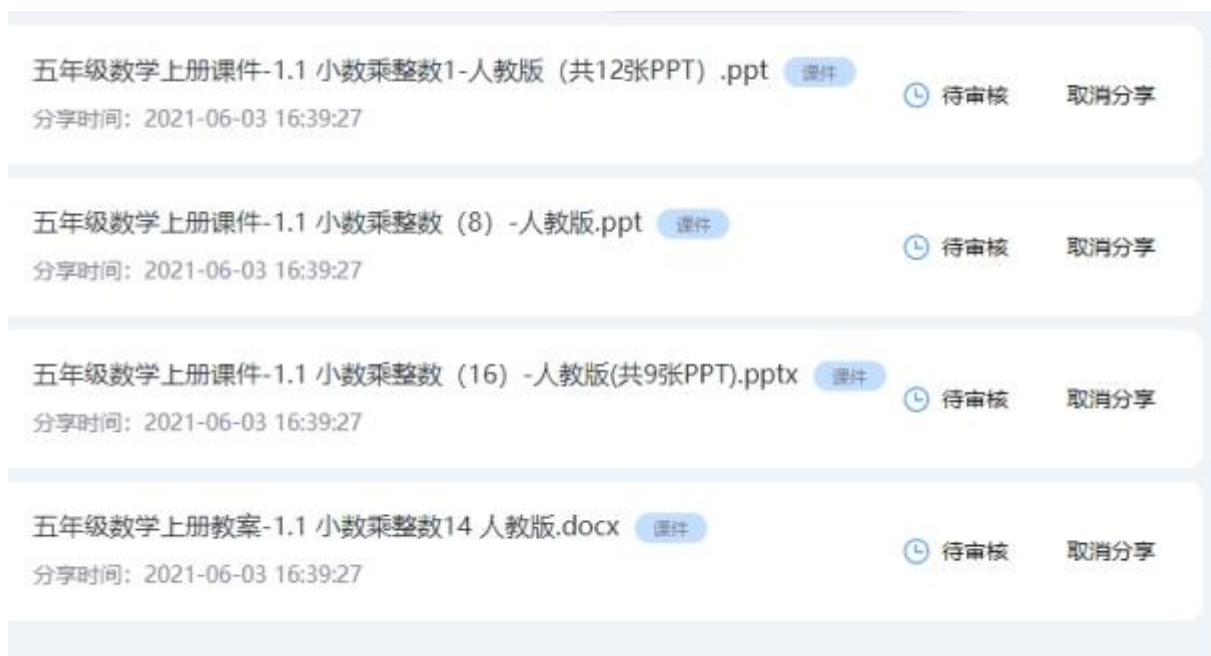 五年级数学上册课件-1.1 小数乘整数1-人教版（共12张PPT）.ppt 课件
待审核 取消分享
分享时间：2021-06-03 16:39:27
五年级数学上册课件-1.1 小数乘整数（8）-人教版.ppt 课件
待审核 取消分享
分享时间：2021-06-03 16:39:27
五年级数学上册课件-1.1 小数乘整数（16）-人教版(共9张PPT).pptx 课件
待审核 取消分享
分享时间：2021-06-03 16:39:27
五年级数学上册教案-1.1 小数乘整数14 人教版.docx 课件
待审核 取消分享
分享时间：2021-06-03 16:39:27